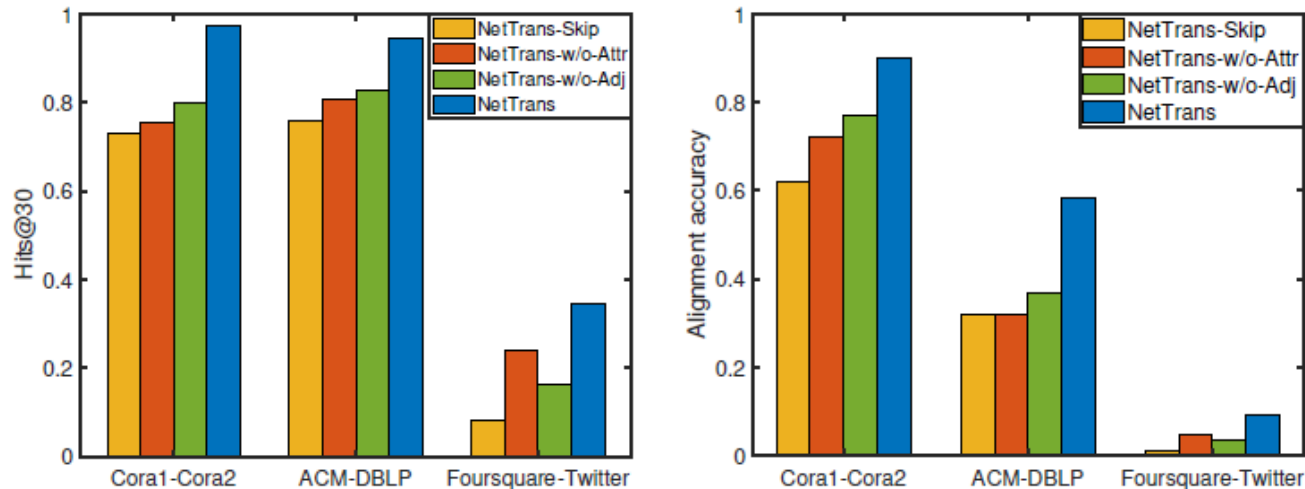 1
0.8
0.6
0.4
0.2
0
Hits@30
NetTrans-Skip
NetTrans-w/o-Attr
NetTrans-w/o-Adj
NetTrans
Cora1-Cora2 ACM-DBLP Foursquare-Twitter
1
0.8
0.6
0.4
0.2
0
Alignment accuracy
NetTrans-Skip
NetTrans-w/o-Attr
NetTrans-w/o-Adj
NetTrans
Cora1-Cora2 ACM-DBLP Foursquare-Twitter